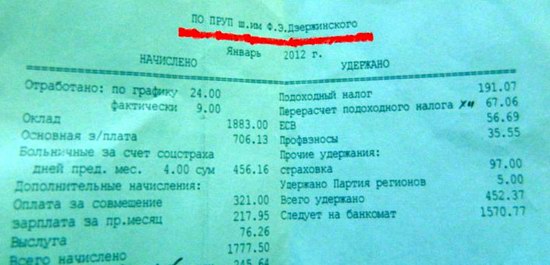 ПО ПРУП ш.им Ф.Э.Дзержинского
НАЧИСЛЕНО Январь 2012 г. УДЕРЖАНО
Отработано: по графику 24.00
фактически 9.00
Оклад 1883.00
Основная з/плата 706.13
Больничные за счет соцстраха
дней пред. мес. 4.00 сум 456.16
Дополнительные начисления:
Оплата за совмещение 321.00
зарплата за пр.месяц 217.95
Выслуга 76.26
Всего начислено 1777.50
245.64
Подоходный налог 191.07
Перерасчет подоходного налога 67.06
ЕСВ 56.69
Профвзносы 35.55
Прочие удержания:
страховка 97.00
Удержано Партия регионов 5.00
Всего удержано 452.37
Следует на банкомат 1570.77